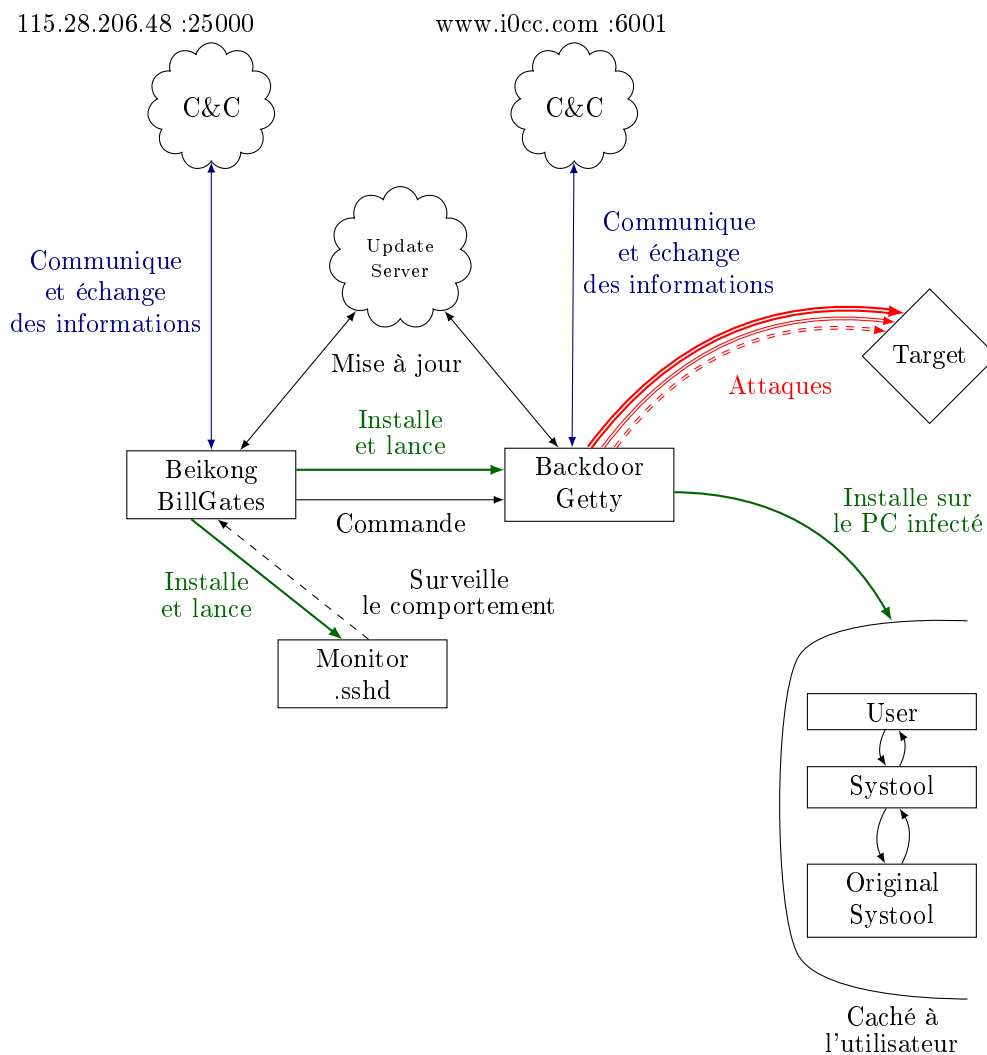 115.28.206.48 :25000
www.i0cc.com :6001
C&C
C&C
Update
Server
Communique
et échange
des informations
Communique
et échange
des informations
Mise à jour
Target
Attaques
Installe
et lance
Beikong
BillGates
Backdoor
Getty
Commande
Installe sur
le PC infecté
Installe
et lance
Surveille
le comportement
Monitor
.sshd
User
Systool
Original
Systool
Caché à
l'utilisateur